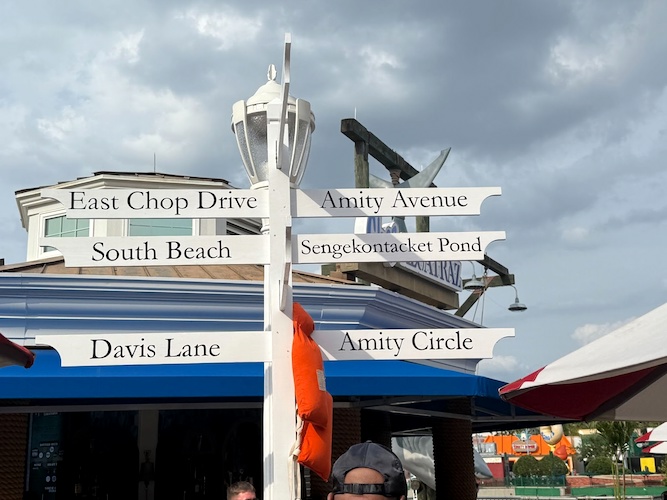 East Chop Drive
Amity Avenue
South Beach
Sengekontacket Pond
Davis Lane
Amity Circle